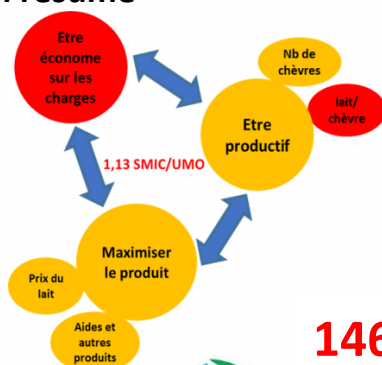 Etre
économe
sur les
charges
Nb de
chèvres
lait/
chèvre
Etre
productif
1,13 SMIC/UMO
Maximiser
le produit
Prix du
lait
Aides et
autres
produits
146